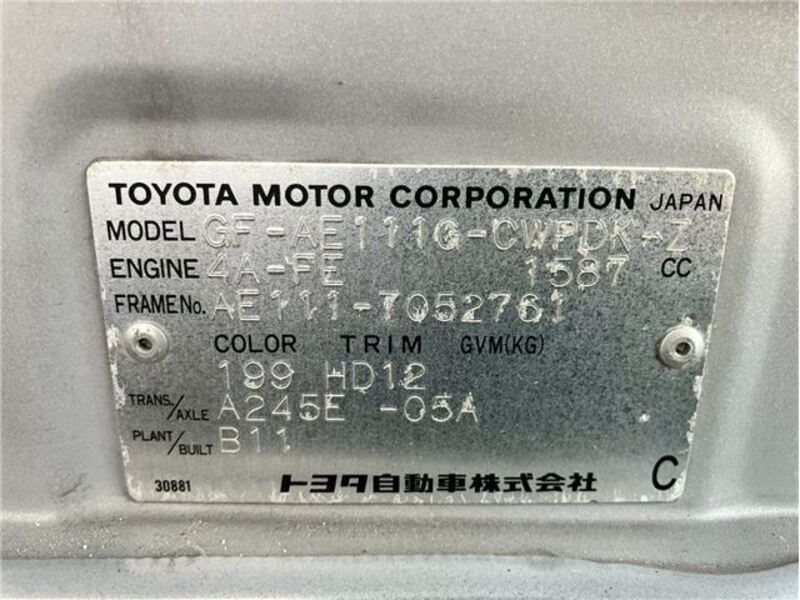 TOYOTA MOTOR CORPORATION JAPAN
MODEL GF-AE111G-CWPDK-Z
ENGINE 4A-FE 1587 CC
FRAME No. AE111-7052761
COLOR TRIM GVM(KG)
199 HD12
TRANS./AXLE A245E -05A
PLANT/BUILT B11
30881 トヨタ自動車株式会社 C